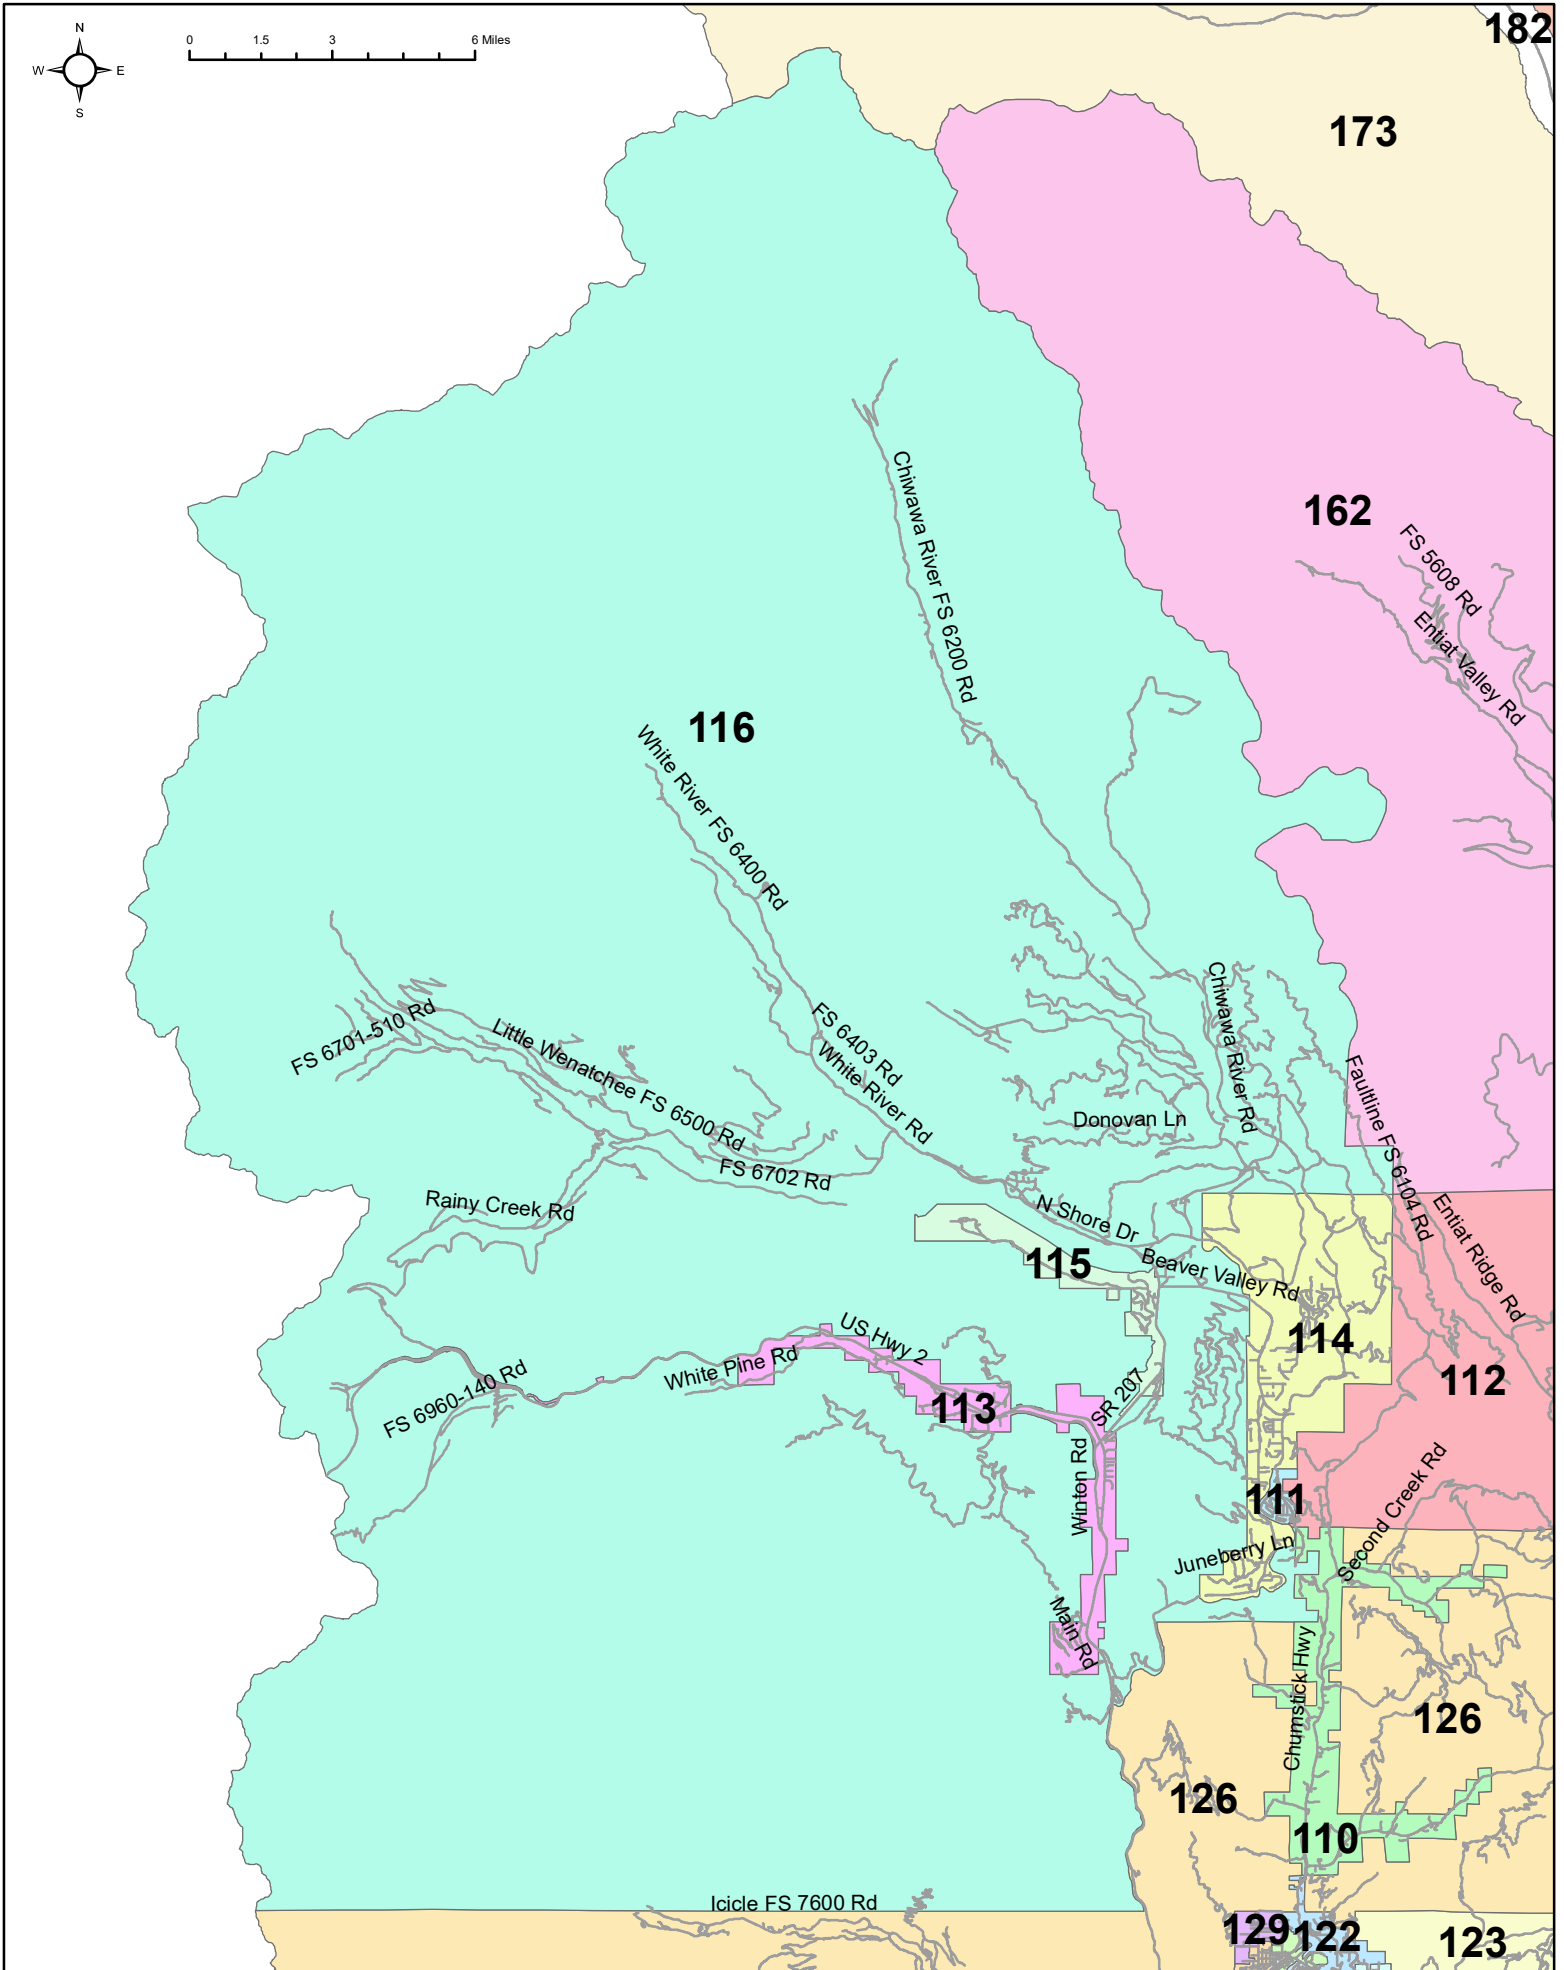 N
W E
S
0 1.5 3 6 Miles
182
173
162
FS 5608 Rd
Entiat Valley Rd
Chiwawa River FS 6200 Rd
116
White River FS 6400 Rd
FS 6701-510 Rd
Little Wenatchee FS 6500 Rd
FS 6403 Rd
White River Rd
Chiwawa River Rd
Faultline FS 6104 Rd
Donovan Ln
FS 6702 Rd
Rainy Creek Rd
N Shore Dr
Entiat Ridge Rd
115
Beaver Valley Rd
US Hwy 2
114
White Pine Rd
112
FS 6960-140 Rd
113
SR 207
Winton Rd
Second Creek Rd
111
Juneberry Ln
Main Rd
Chumstick Hwy
126
126
110
Icicle FS 7600 Rd
129
122
123